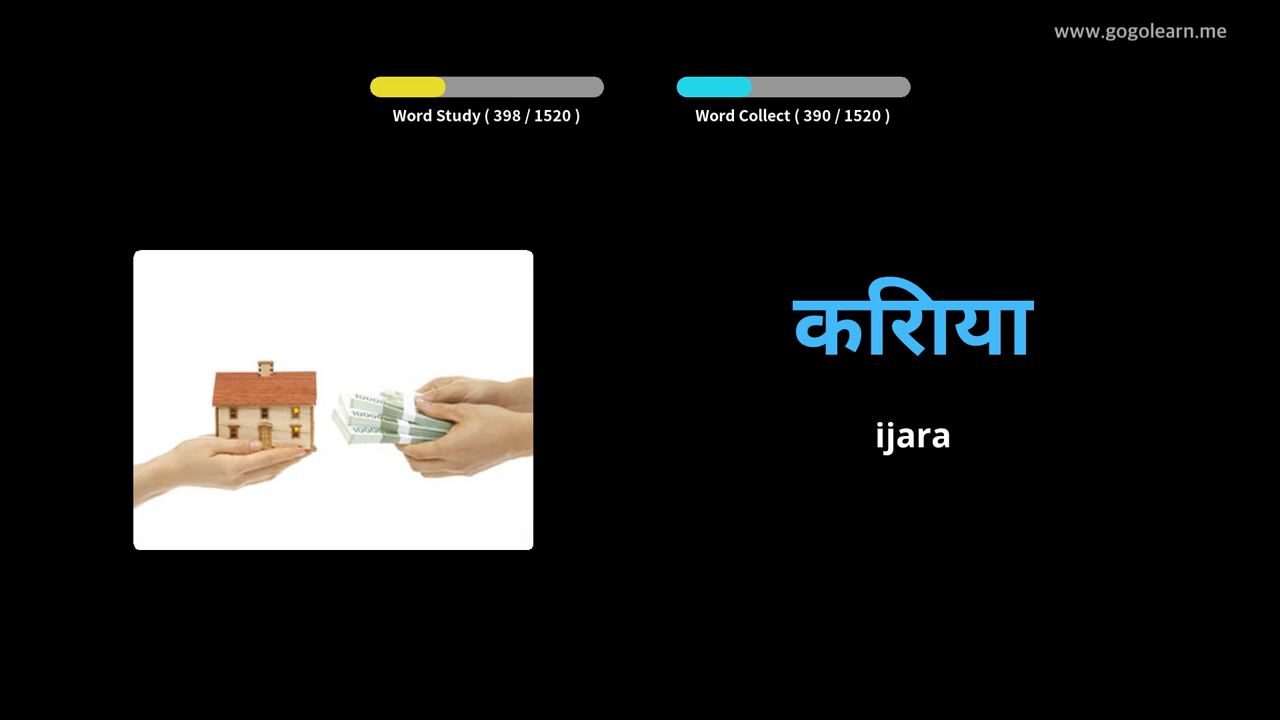 www.gogolearn.me
Word Study ( 398 / 1520 )
Word Collect ( 390 / 1520 )
करिाया
ijara